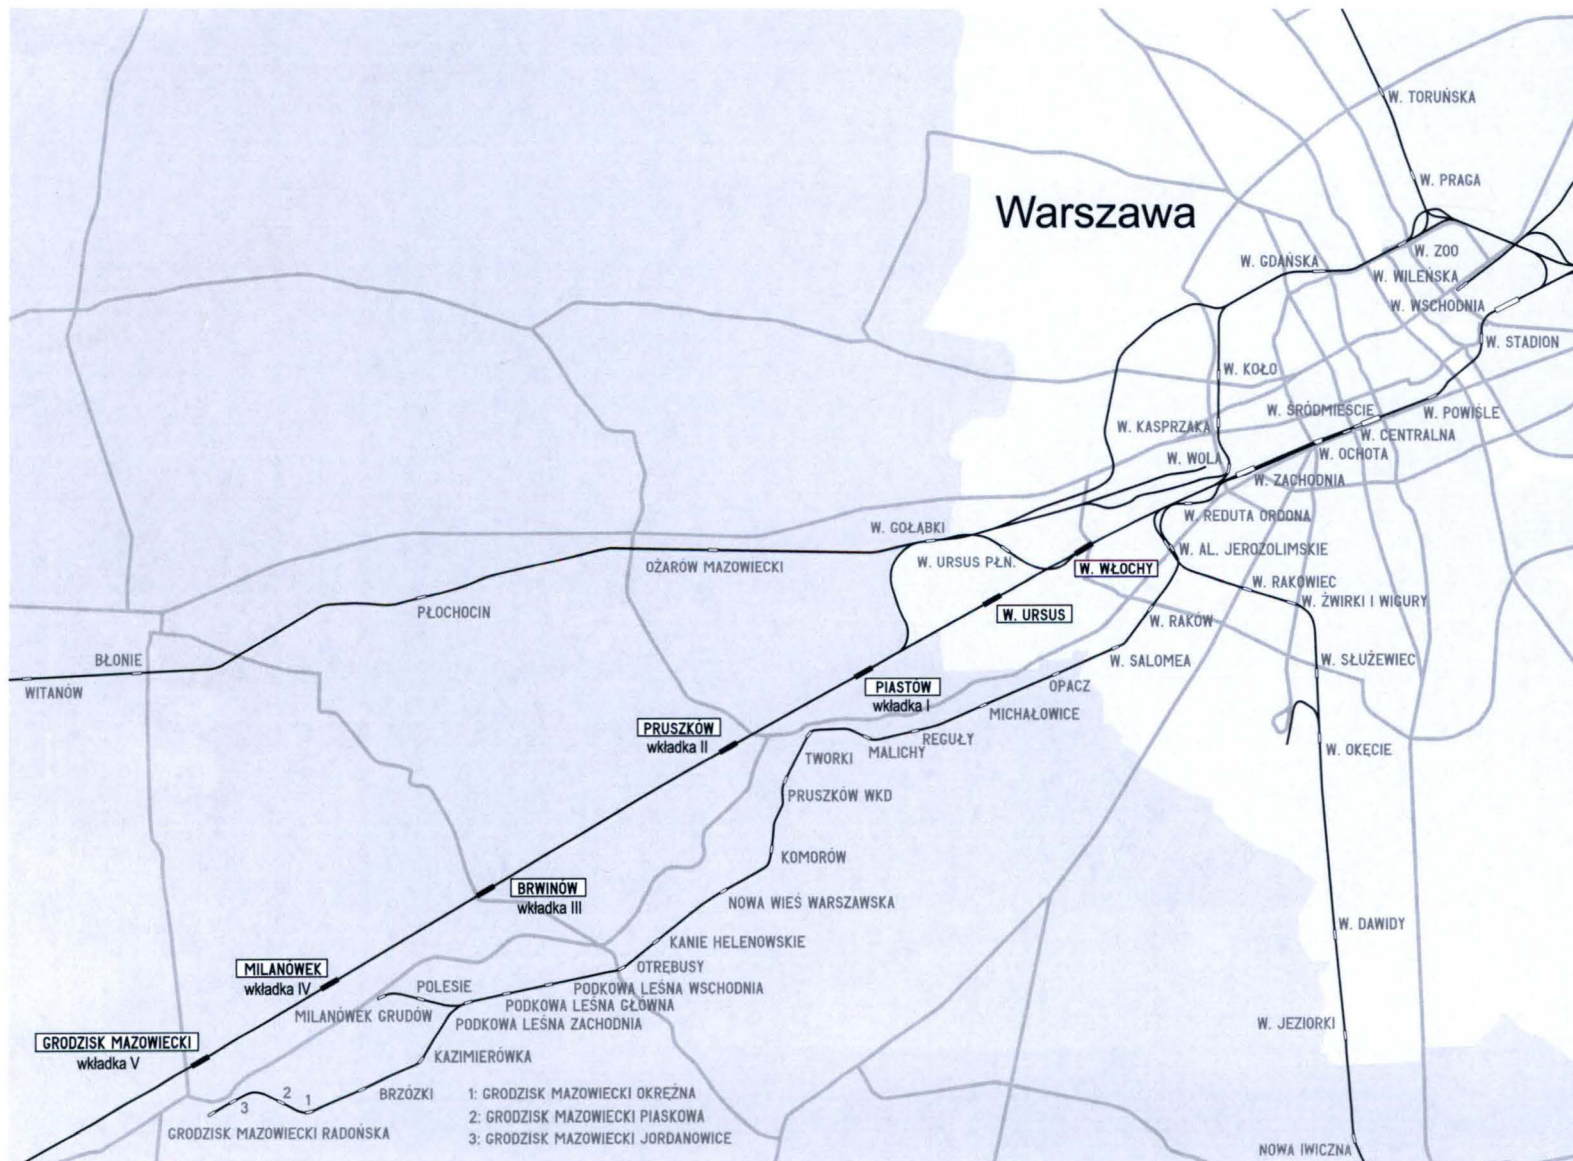 W. TORUŃSKA
W. PRAGA
Warszawa
W. ZOO
W. GDAŃSKA
W. WILEŃSKA
W. WSCHODNIA
W. STADION
W. KOŁO
W. ŚRÓDMIEŚCIE
W. POWIŚLE
W. KASPRZAKA
W. CENTRALNA
W. OCHOTA
W. WOLA
W. ZACHODNIA
W. REDUTA ORDONA
W. GOŁĄBKI
W. AL. JEROZOLIMSKIE
W. URSUS PŁN.
OŻARÓW MAZOWIECKI
W. WŁOCHY
W. RAKOWIEC
W. ŻWIRKI I WIGURY
PŁOCHOCIN
W. URSUS
W. RAKÓW
BŁONIE
W. SALOMEA
W. SŁUŻEWIEC
WITANÓW
PIASTÓW
wkładka I
OPACZ
MICHAŁOWICE
PRUSZKÓW
wkładka II
REGUŁY
MALICHY
TWORKI
W. OKĘCIE
PRUSZKÓW WKD
KOMORÓW
BRWINÓW
wkładka III
NOWA WIEŚ WARSZAWSKA
W. DAWIDY
KANIE HELENOWSKIE
OTRĘBUSY
MILANÓWEK
wkładka IV
POLESIE
PODKOWA LEŚNA WSCHODNIA
PODKOWA LEŚNA GŁÓWNA
MILANÓWEK GRUDÓW
PODKOWA LEŚNA ZACHODNIA
W. JEZIORKI
GRODZISK MAZOWIECKI
wkładka V
KAZIMIERÓWKA
BRZÓZKI
1: GRODZISK MAZOWIECKI OKRĘŻNA
2
3
1
2: GRODZISK MAZOWIECKI PIASKOWA
GRODZISK MAZOWIECKI RADOŃSKA
3: GRODZISK MAZOWIECKI JORDANOWICE
NOWA IWICZNA